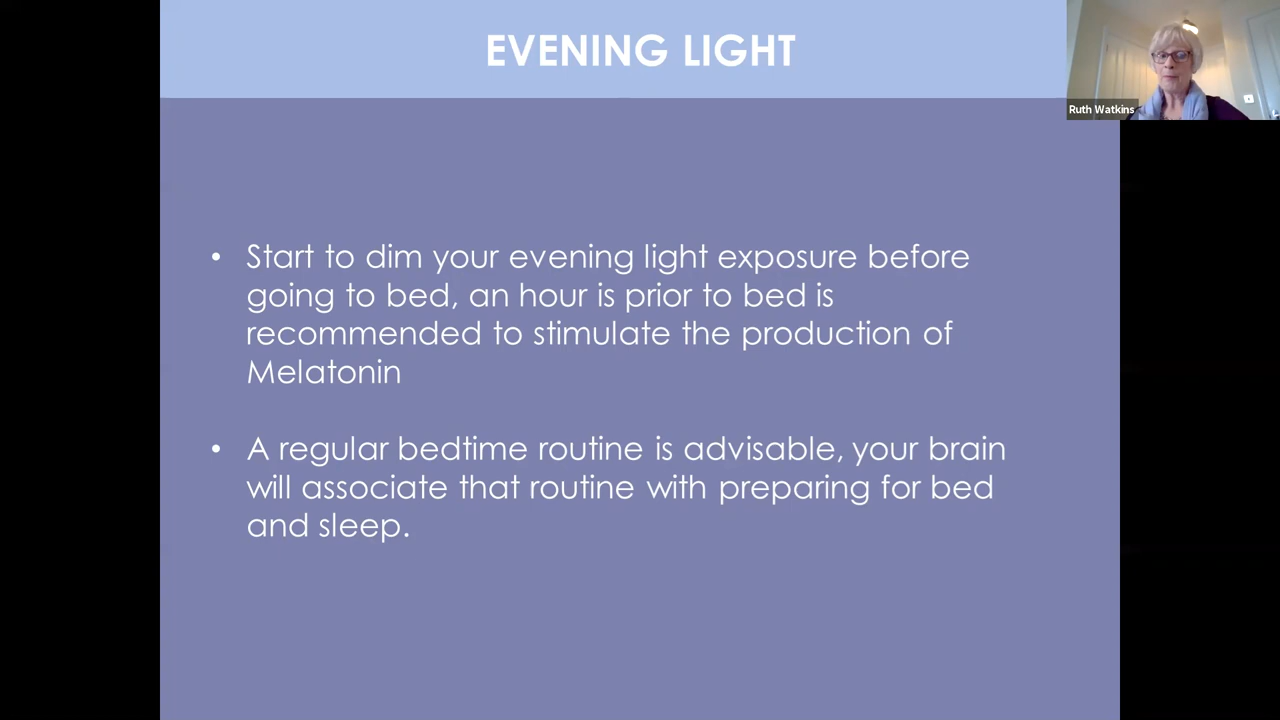 EVENING LIGHT
Ruth Watkins
• Start to dim your evening light exposure before
going to bed, an hour is prior to bed is
recommended to stimulate the production of
Melatonin
• A regular bedtime routine is advisable, your brain
will associate that routine with preparing for bed
and sleep.